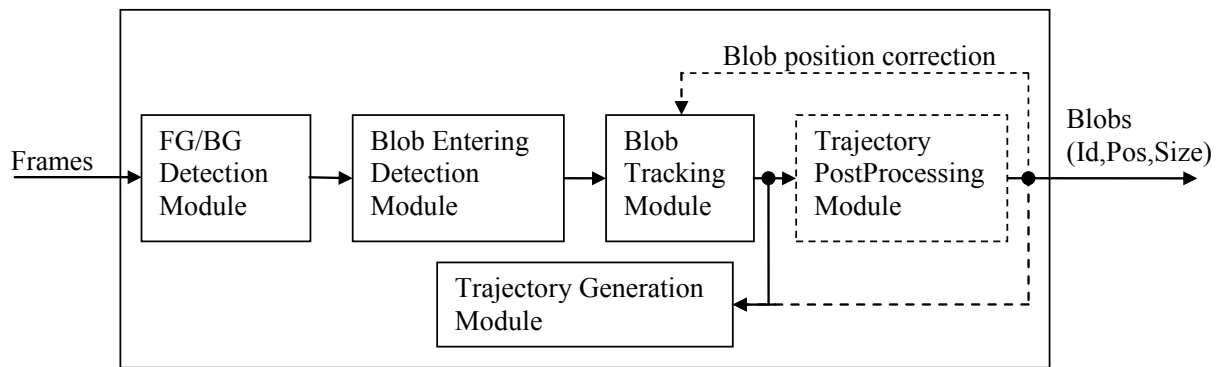 Blob position correction
Frames
FG/BG
Detection
Module
Blob Entering
Detection
Module
Blob
Tracking
Module
Trajectory
PostProcessing
Module
Blobs
(Id,Pos,Size)
Trajectory Generation
Module